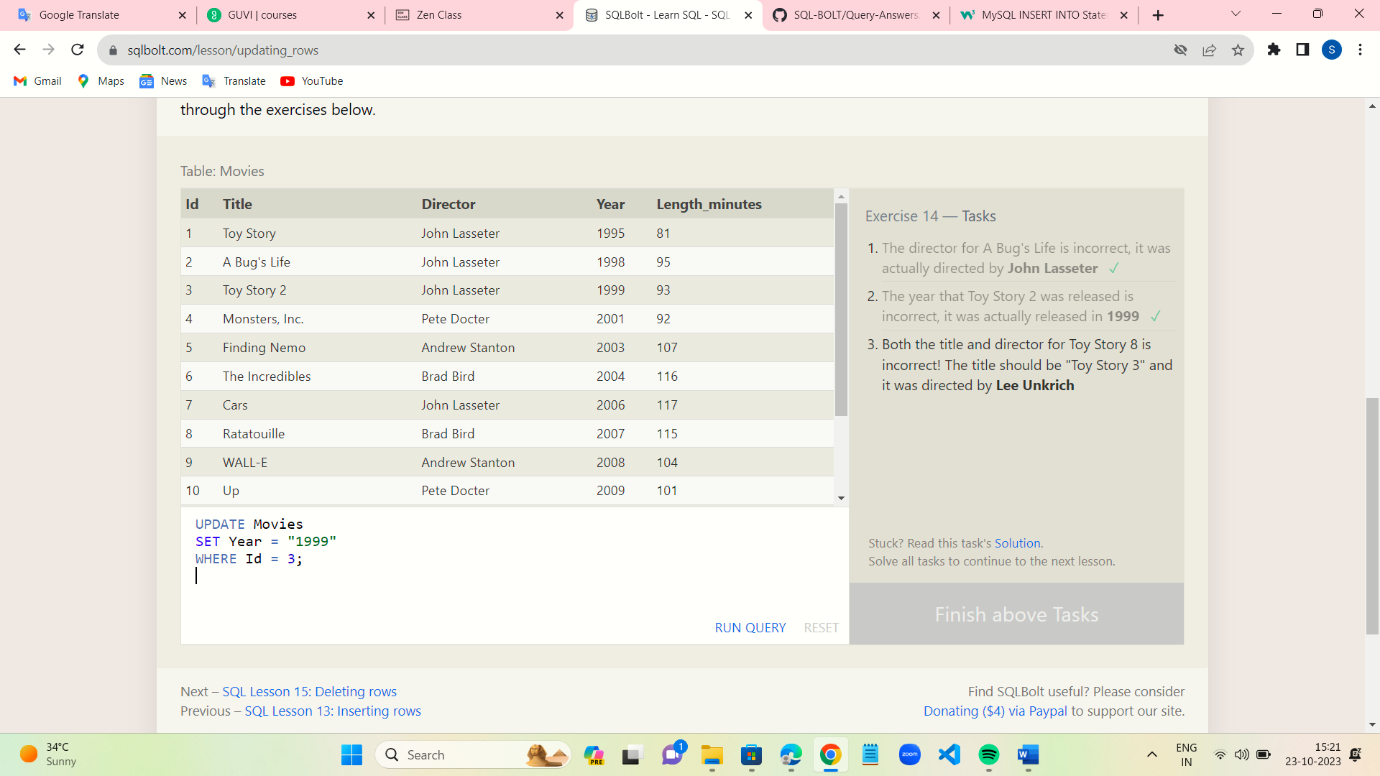 Google Translate
GUVI | courses
Zen Class
SQLBolt - Learn SQL - SQL
SQL-BOLT/Query-Answers.
MySQL INSERT INTO State
sqlbolt.com/lesson/updating_rows
S
Gmail
Maps
News
Translate
YouTube
through the exercises below.
Table: Movies
Id Title Director Year Length_minutes
1 Toy Story John Lasseter 1995 81
2 A Bug's Life John Lasseter 1998 95
3 Toy Story 2 John Lasseter 1999 93
4 Monsters, Inc. Pete Docter 2001 92
5 Finding Nemo Andrew Stanton 2003 107
6 The Incredibles Brad Bird 2004 116
7 Cars John Lasseter 2006 117
8 Ratatouille Brad Bird 2007 115
9 WALL-E Andrew Stanton 2008 104
10 Up Pete Docter 2009 101
UPDATE Movies
SET Year = "1999"
WHERE Id = 3;
RUN QUERY RESET
Exercise 14 — Tasks
1. The director for A Bug's Life is incorrect, it was
actually directed by John Lasseter ✓
2. The year that Toy Story 2 was released is
incorrect, it was actually released in 1999 ✓
3. Both the title and director for Toy Story 8 is
incorrect! The title should be "Toy Story 3" and
it was directed by Lee Unkrich
Stuck? Read this task's Solution.
Solve all tasks to continue to the next lesson.
Finish above Tasks
Next – SQL Lesson 15: Deleting rows
Previous – SQL Lesson 13: Inserting rows
Find SQLBolt useful? Please consider
Donating ($4) via Paypal to support our site.
34°C
Sunny
Search
PRE
1
zoom
W
ENG
IN
15:21
23-10-2023